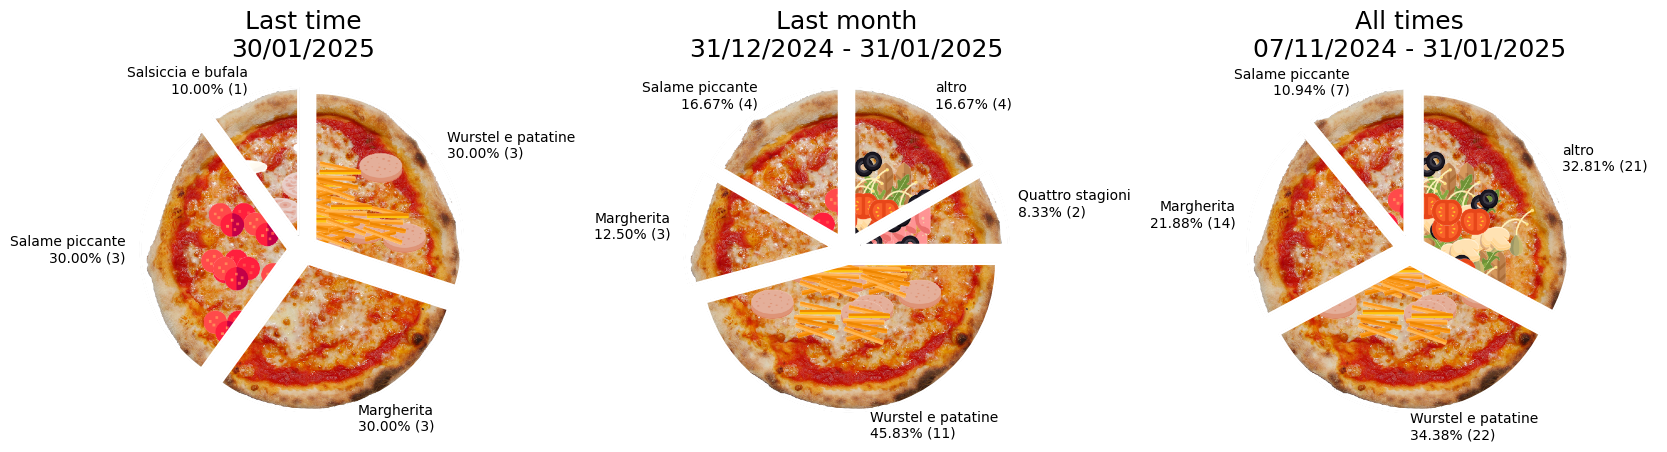 Last time
30/01/2025
Salsiccia e bufala
10.00% (1)
Wurstel e patatine
30.00% (3)
Salame piccante
30.00% (3)
Margherita
30.00% (3)
Last month
31/12/2024 - 31/01/2025
Salame piccante
16.67% (4)
altro
16.67% (4)
Quattro stagioni
8.33% (2)
Margherita
12.50% (3)
Wurstel e patatine
45.83% (11)
All times
07/11/2024 - 31/01/2025
Salame piccante
10.94% (7)
altro
32.81% (21)
Margherita
21.88% (14)
Wurstel e patatine
34.38% (22)